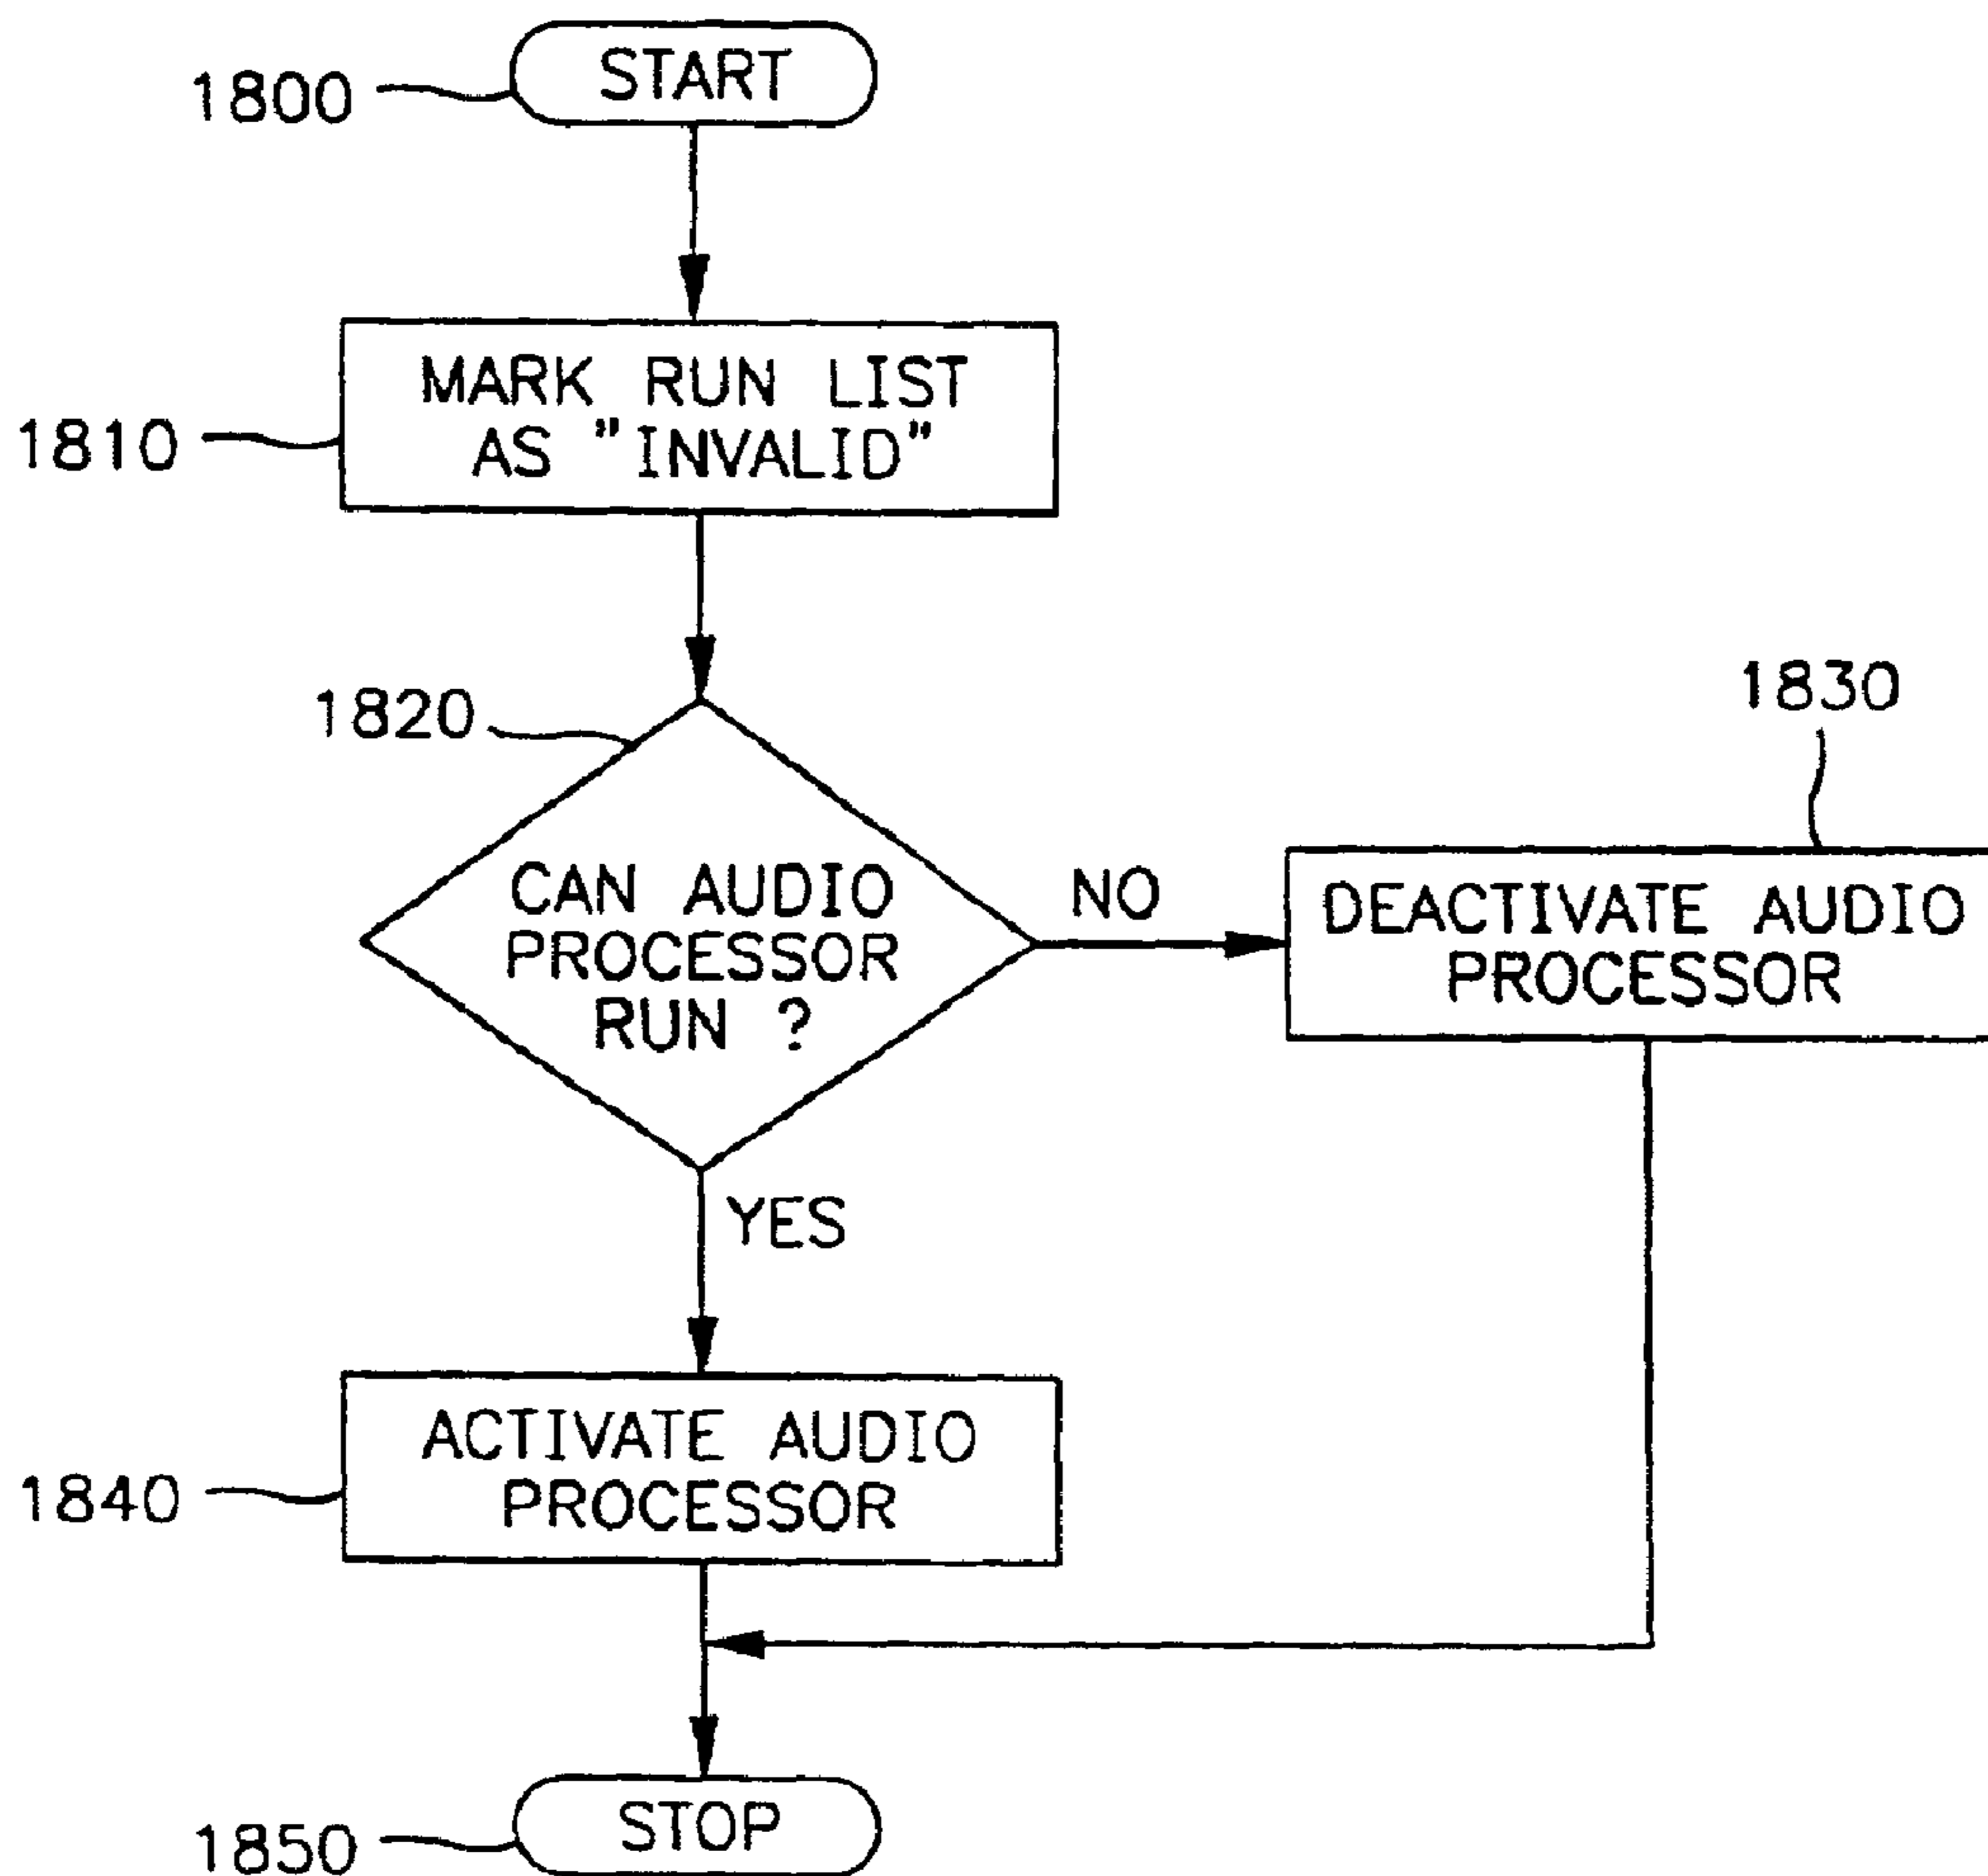 1800
START
1810
MARK RUN LIST
AS "INVALID"
1820
CAN AUDIO
PROCESSOR
RUN ?
NO
1830
DEACTIVATE AUDIO
PROCESSOR
YES
1840
ACTIVATE AUDIO
PROCESSOR
1850
STOP